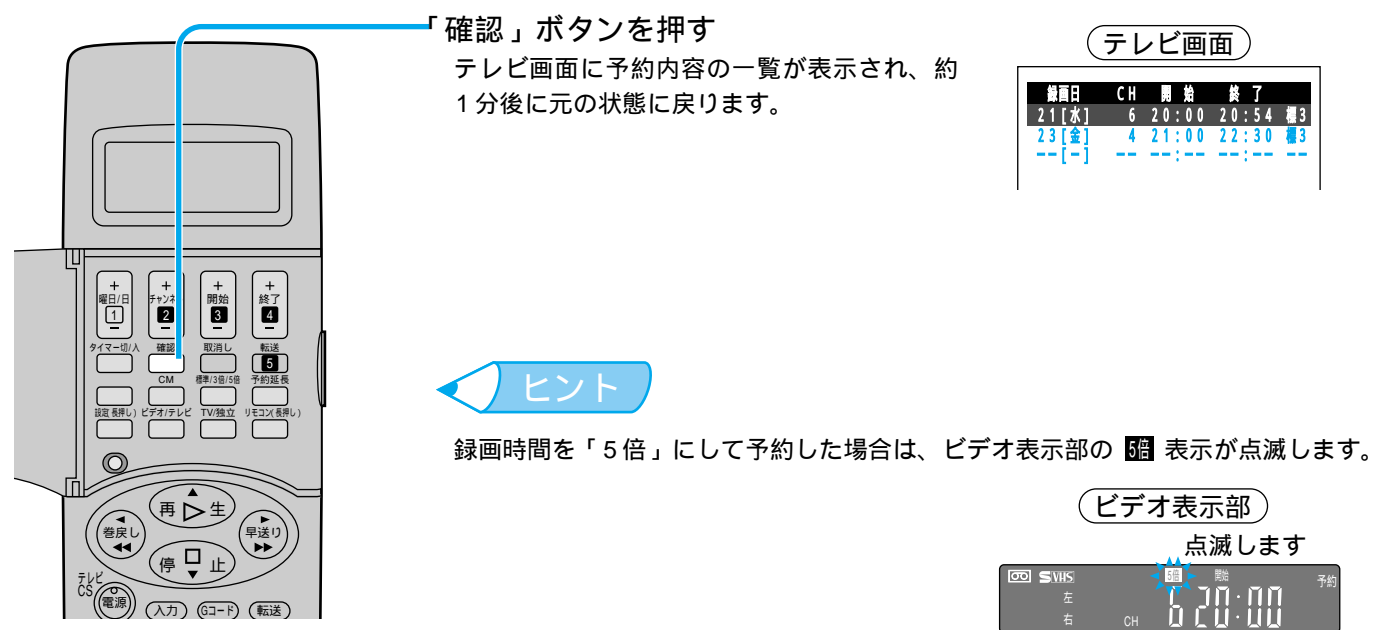 「確認」ボタンを押す
テレビ画面に予約内容の一覧が表示され、約
1分後に元の状態に戻ります。
テレビ画面
録画日 CH 開始 終了
21[水] 6 20:00 20:54 標3
23[金] 4 21:00 22:30 標3
--[-] -- --:-- --:-- --
+ + + +
曜日/日 チャンネル 開始 終了
1 2 3 4
− − − −
タイマー切/入 確認 取消し 転送
5
CM 標準/3倍/5倍 予約延長
設定(長押し) ビデオ/テレビ TV/独立 リモコン(長押し)
再 生
巻戻し 早送り
停 止
テレビ
CS
電源 入力 Gコード 転送
ヒント
録画時間を「5倍」にして予約した場合は、ビデオ表示部の 5倍 表示が点滅します。
ビデオ表示部
点滅します
SVHS 5倍 開始 予約
左
右 CH 6 20:00